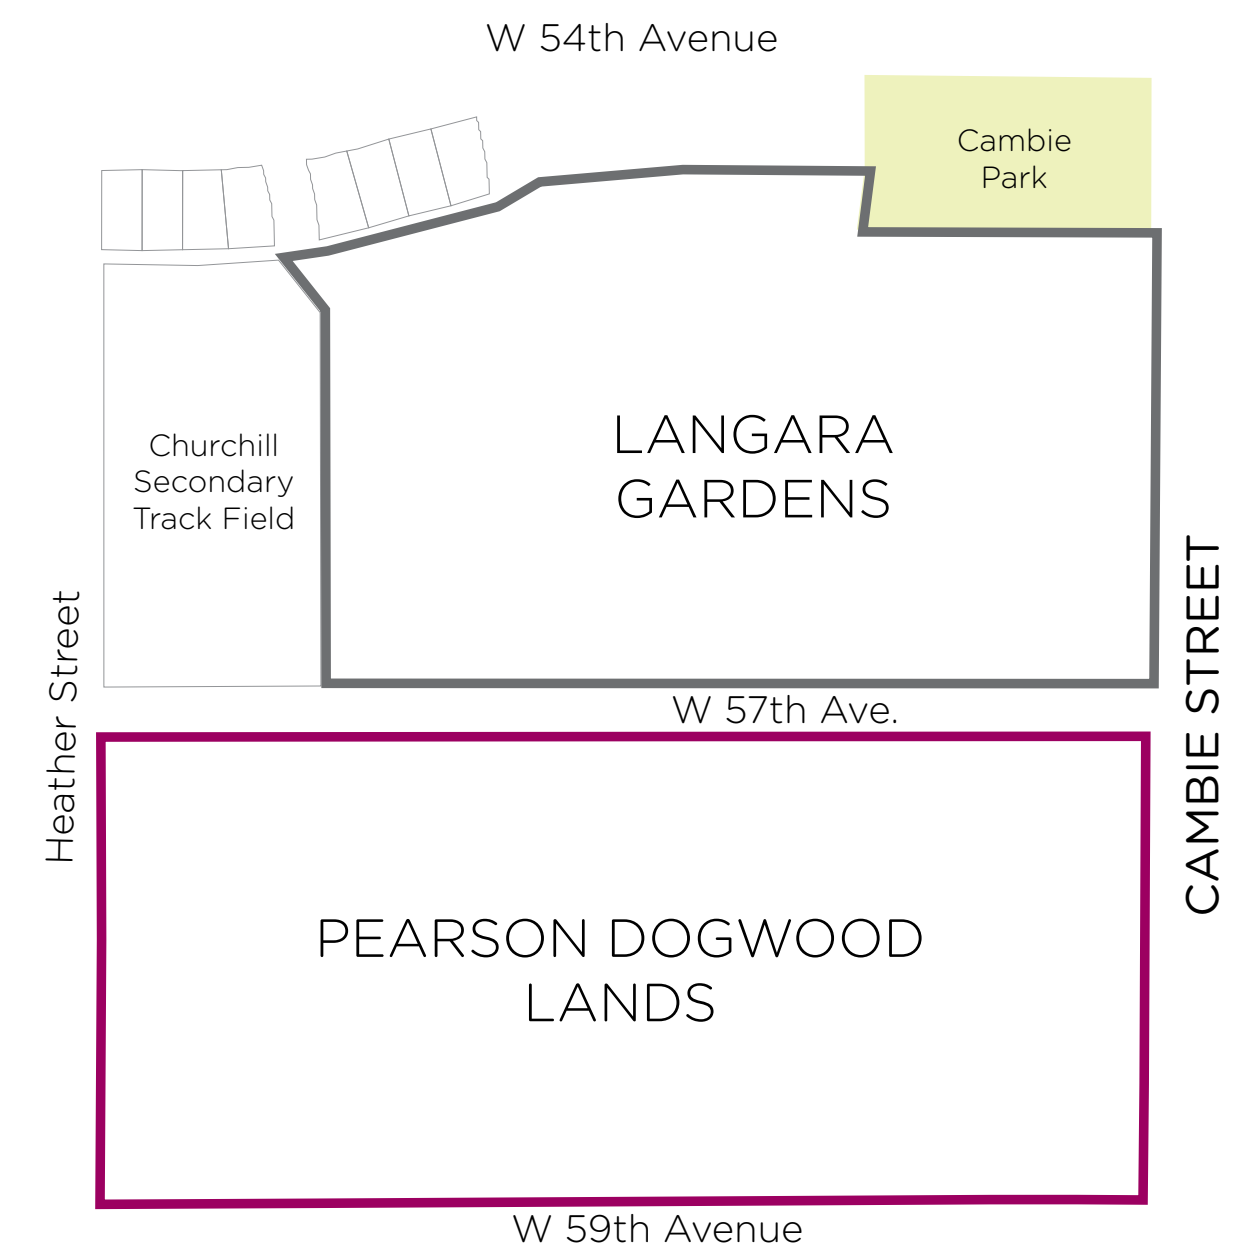 W 54th Avenue
Cambie
Park
LANGARA
GARDENS
Churchill
Secondary
Track Field
Heather Street
CAMBIE STREET
W 57th Ave.
PEARSON DOGWOOD
LANDS
W 59th Avenue